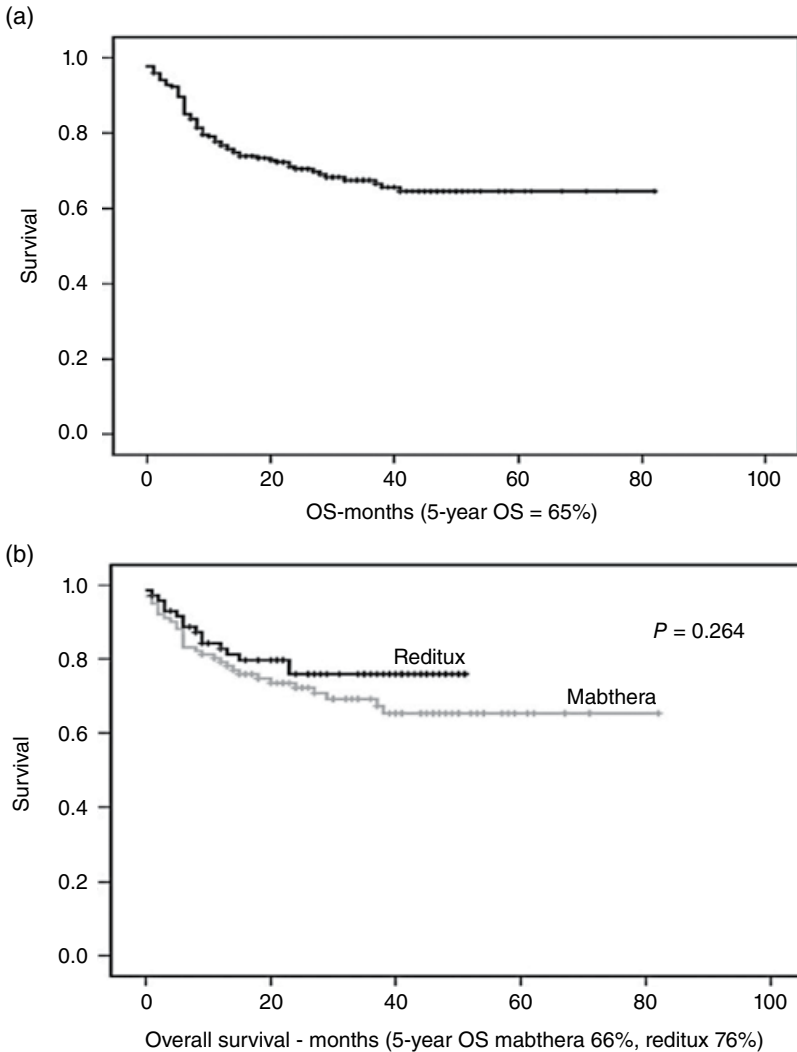 (a)
1.0
0.8
0.6
0.4
0.2
0.0
Survival
0 20 40 60 80 100
OS-months (5-year OS = 65%)
(b)
1.0
0.8
0.6
0.4
0.2
0.0
Survival
P = 0.264
Reditux
Mabthera
0 20 40 60 80 100
Overall survival - months (5-year OS mabthera 66%, reditux 76%)